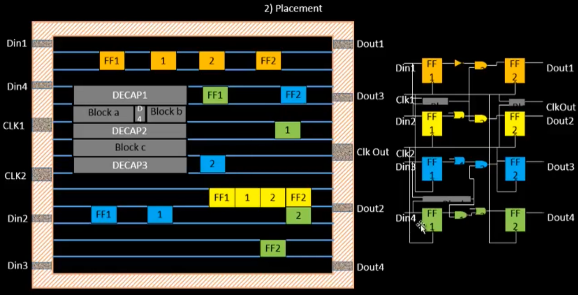 2) Placement
Din1
FF1
1
2
FF2
Dout1
Din4
DECAP1
FF1
FF2
Dout3
Block a
Block b
CLK1
DECAP2
1
Block c
Clk Out
DECAP3
2
CLK2
FF1
1
2
FF2
Dout2
Din2
FF1
1
2
FF2
Din3
Dout4
Din1
FF
1
FF
2
Dout1
Clk1
ClkOut
Din2
FF
1
FF
2
Dout2
Clk2
Din3
FF
1
FF
2
Dout3
Din4
FF
1
FF
2
Dout4